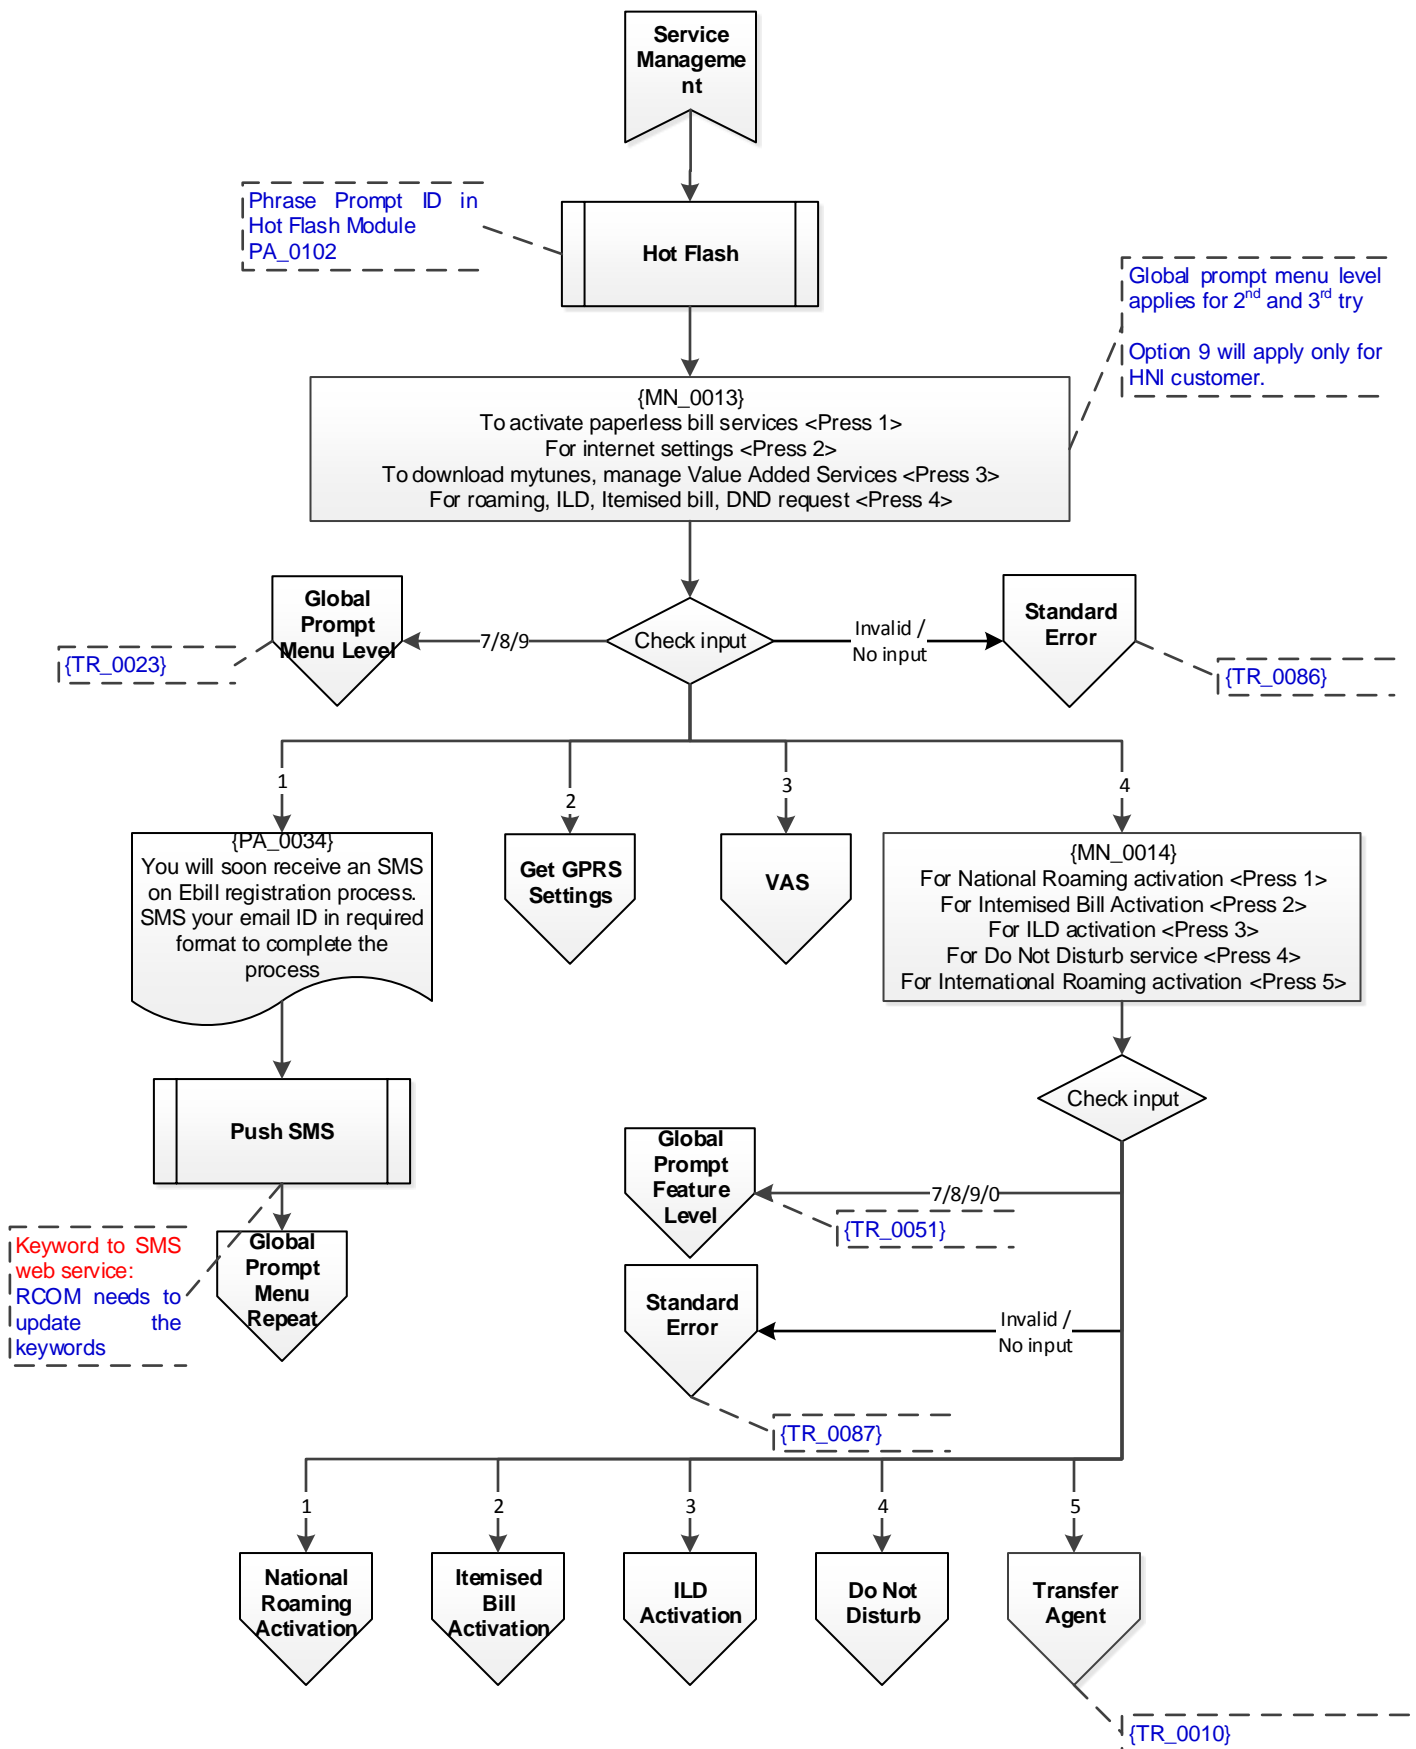 Service
Manageme
nt
Phrase Prompt ID in
Hot Flash Module
PA_0102
Hot Flash
Global prompt menu level
applies for 2nd and 3rd try
Option 9 will apply only for
HNI customer.
{MN_0013}
To activate paperless bill services <Press 1>
For internet settings <Press 2>
To download mytunes, manage Value Added Services <Press 3>
For roaming, ILD, Itemised bill, DND request <Press 4>
Global
Prompt
Menu Level
{TR_0023}
7/8/9
Check input
Invalid /
No input
Standard
Error
{TR_0086}
1
2
3
4
{PA_0034}
You will soon receive an SMS
on Ebill registration process.
SMS your email ID in required
format to complete the
process
Get GPRS
Settings
VAS
{MN_0014}
For National Roaming activation <Press 1>
For Intemised Bill Activation <Press 2>
For ILD activation <Press 3>
For Do Not Disturb service <Press 4>
For International Roaming activation <Press 5>
Push SMS
Check input
Global
Prompt
Feature
Level
7/8/9/0
{TR_0051}
Keyword to SMS
web service:
RCOM needs to
update the
keywords
Global
Prompt
Menu
Repeat
Standard
Error
Invalid /
No input
{TR_0087}
1
2
3
4
5
National
Roaming
Activation
Itemised
Bill
Activation
ILD
Activation
Do Not
Disturb
Transfer
Agent
{TR_0010}